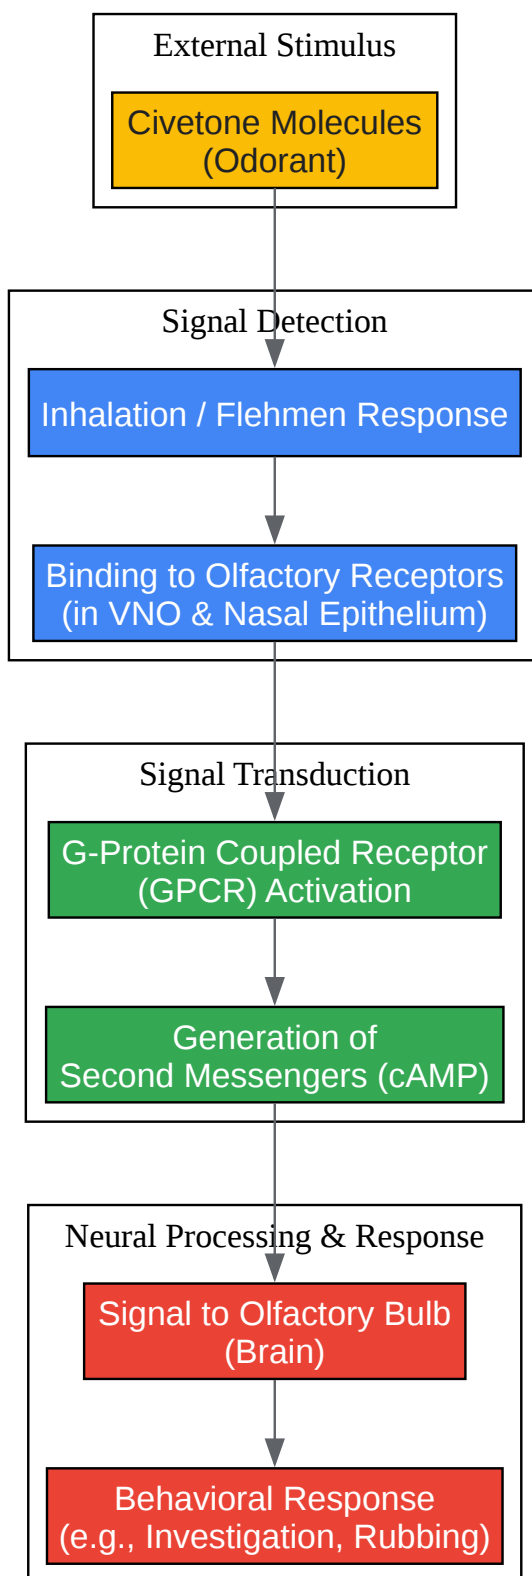 External Stimulus
Civetone Molecules
(Odorant)
Signal Detection
Inhalation / Flehmen Response
Binding to Olfactory Receptors
(in VNO & Nasal Epithelium)
Signal Transduction
G-Protein Coupled Receptor
(GPCR) Activation
Generation of
Second Messengers (cAMP)
Neural Processing & Response
Signal to Olfactory Bulb
(Brain)
Behavioral Response
(e.g., Investigation, Rubbing)